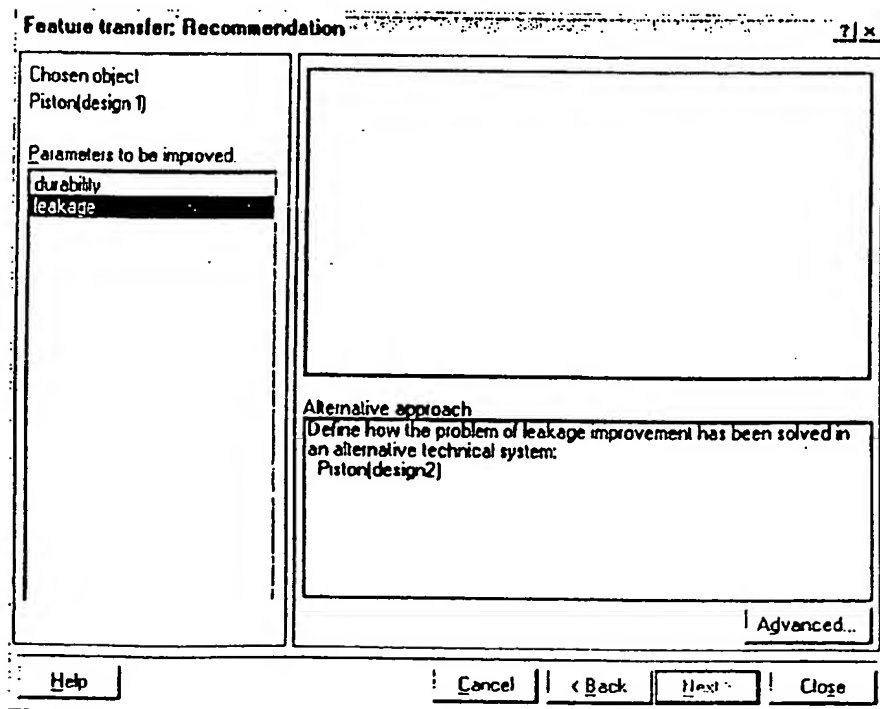 Feature transfer: Recommendation
? ×
Chosen object
Piston(design 1)
Parameters to be improved.
durability
leakage
Alternative approach
Define how the problem of leakage improvement has been solved in
an alternative technical system:
Piston(design2)
Advanced...
Help
Cancel
< Back
Next >
Close